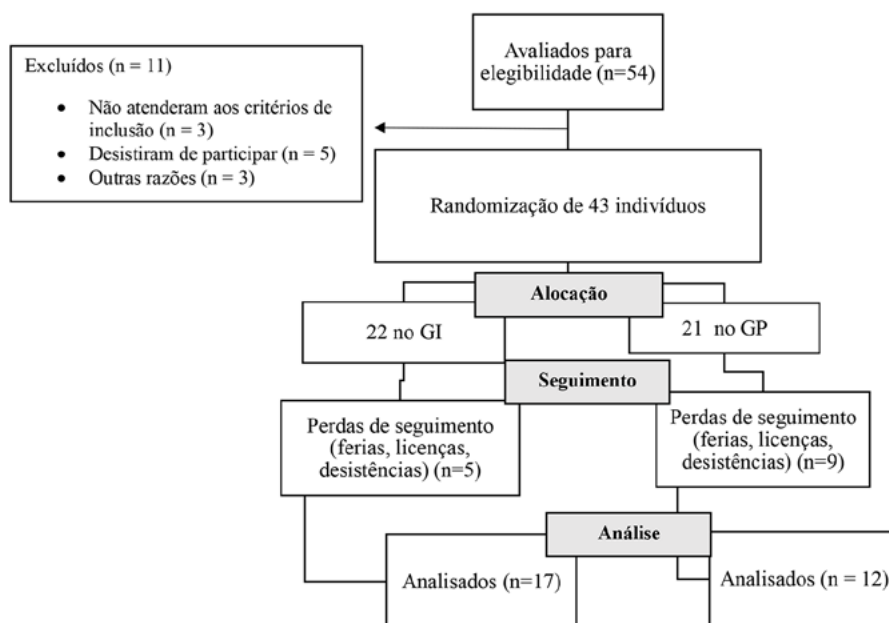 Avaliados para
elegibilidade (n=54)
Excluídos (n = 11)
• Não atenderam aos critérios de
inclusão (n = 3)
• Desistiram de participar (n = 5)
• Outras razões (n = 3)
Randomização de 43 indivíduos
Alocação
22 no GI
21 no GP
Seguimento
Perdas de seguimento
(ferias, licenças,
desistências) (n=5)
Perdas de seguimento
(ferias, licenças,
desistências) (n=9)
Análise
Analisados (n=17)
Analisados (n = 12)